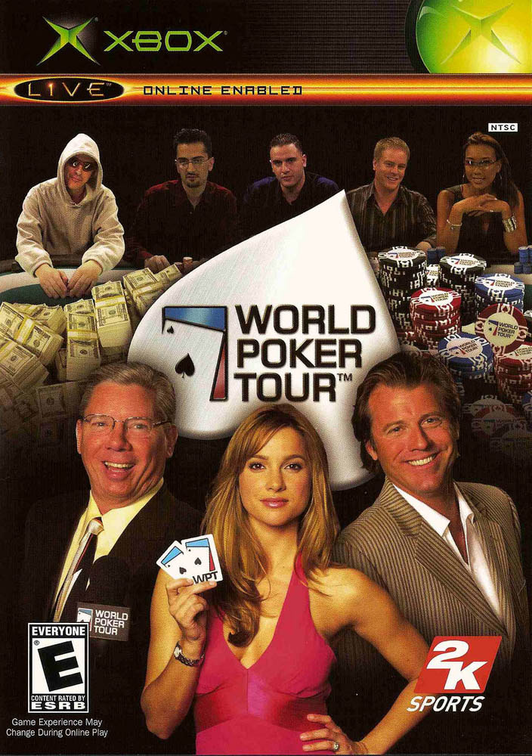 XBOX
LIVE ONLINE ENABLED
NTSC
WORLD
POKER
TOUR™
WPT
WORLD
POKER
TOUR
EVERYONE
E
CONTENT RATED BY
ESRB
Game Experience May
Change During Online Play
2K
SPORTS